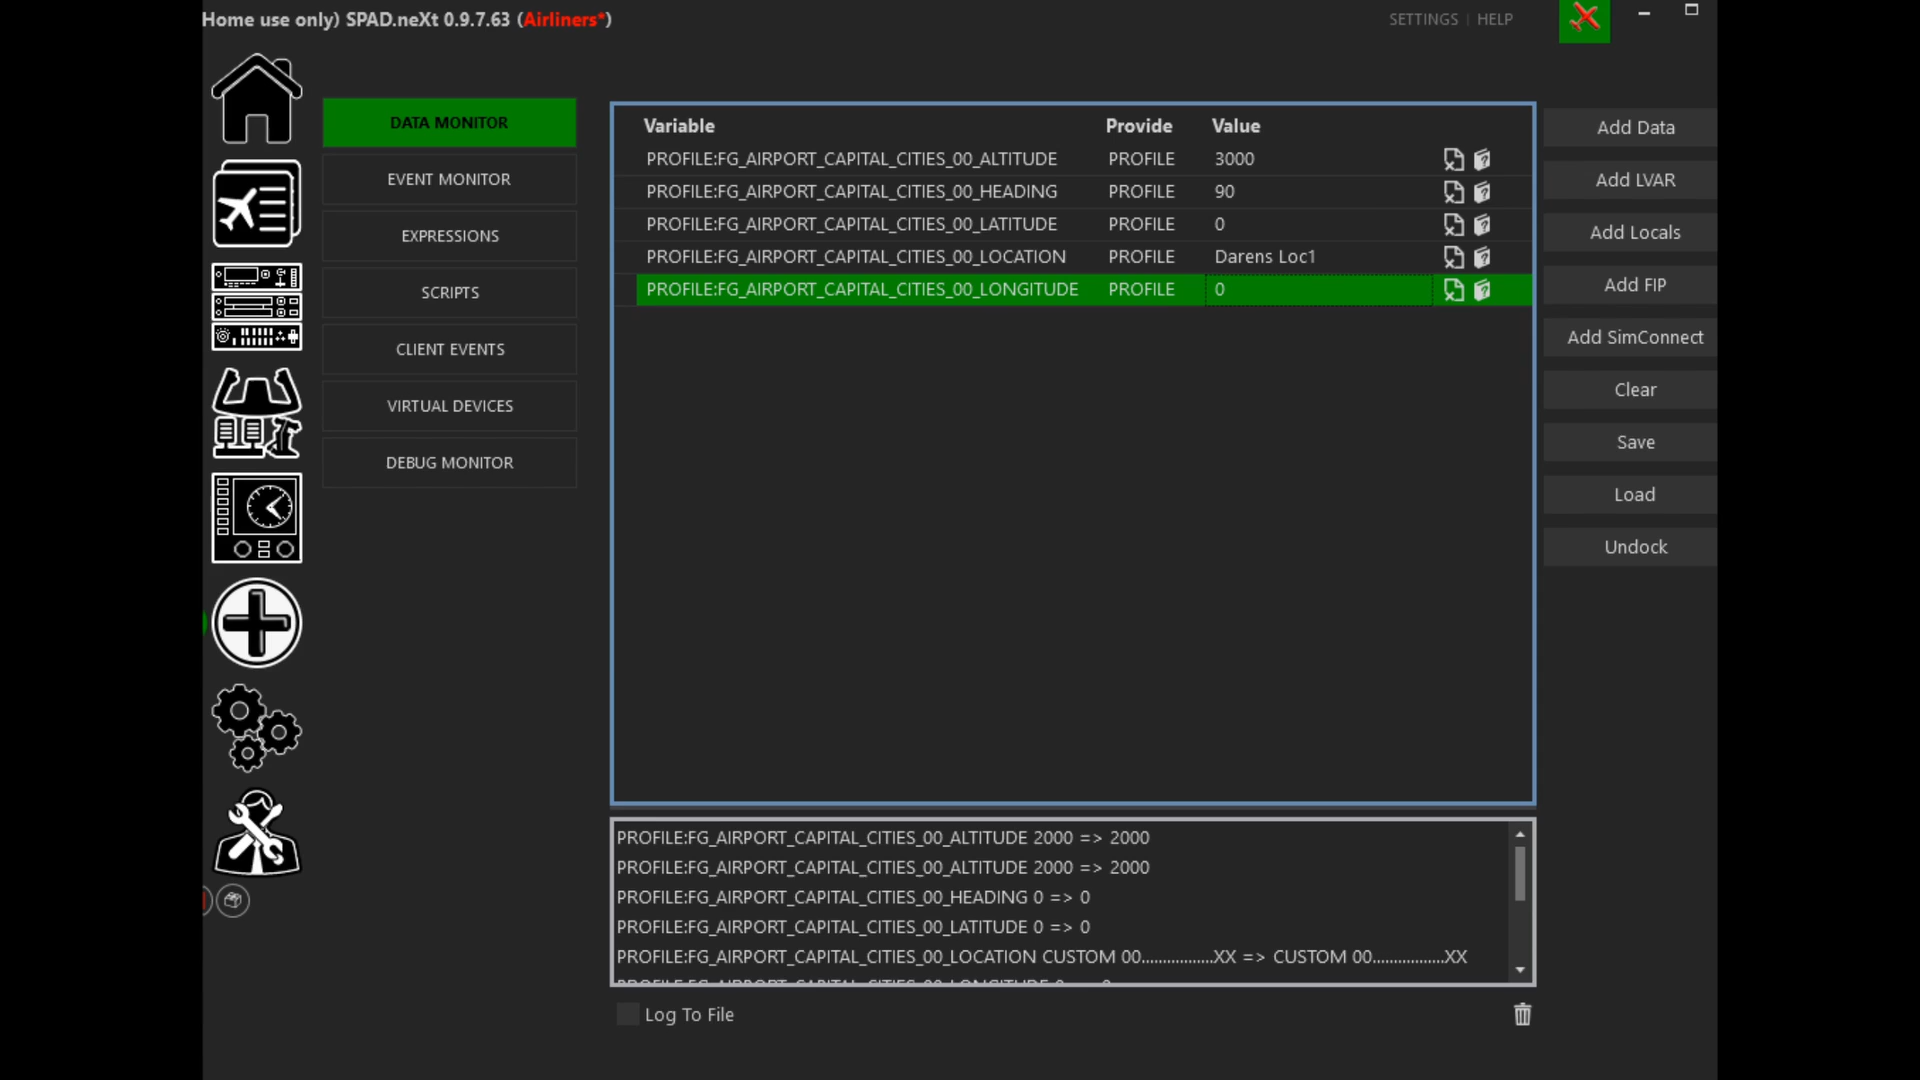 Home use only) SPAD.neXt 0.9.7.63 (Airliners*)
SETTINGS | HELP
DATA MONITOR
EVENT MONITOR
EXPRESSIONS
SCRIPTS
CLIENT EVENTS
VIRTUAL DEVICES
DEBUG MONITOR
Variable Provide Value
PROFILE:FG_AIRPORT_CAPITAL_CITIES_00_ALTITUDE PROFILE 3000
PROFILE:FG_AIRPORT_CAPITAL_CITIES_00_HEADING PROFILE 90
PROFILE:FG_AIRPORT_CAPITAL_CITIES_00_LATITUDE PROFILE 0
PROFILE:FG_AIRPORT_CAPITAL_CITIES_00_LOCATION PROFILE Darens Loc1
PROFILE:FG_AIRPORT_CAPITAL_CITIES_00_LONGITUDE PROFILE 0
Add Data
Add LVAR
Add Locals
Add FIP
Add SimConnect
Clear
Save
Load
Undock
PROFILE:FG_AIRPORT_CAPITAL_CITIES_00_ALTITUDE 2000 => 2000
PROFILE:FG_AIRPORT_CAPITAL_CITIES_00_ALTITUDE 2000 => 2000
PROFILE:FG_AIRPORT_CAPITAL_CITIES_00_HEADING 0 => 0
PROFILE:FG_AIRPORT_CAPITAL_CITIES_00_LATITUDE 0 => 0
PROFILE:FG_AIRPORT_CAPITAL_CITIES_00_LOCATION CUSTOM 00.................XX => CUSTOM 00.................XX
Log To File